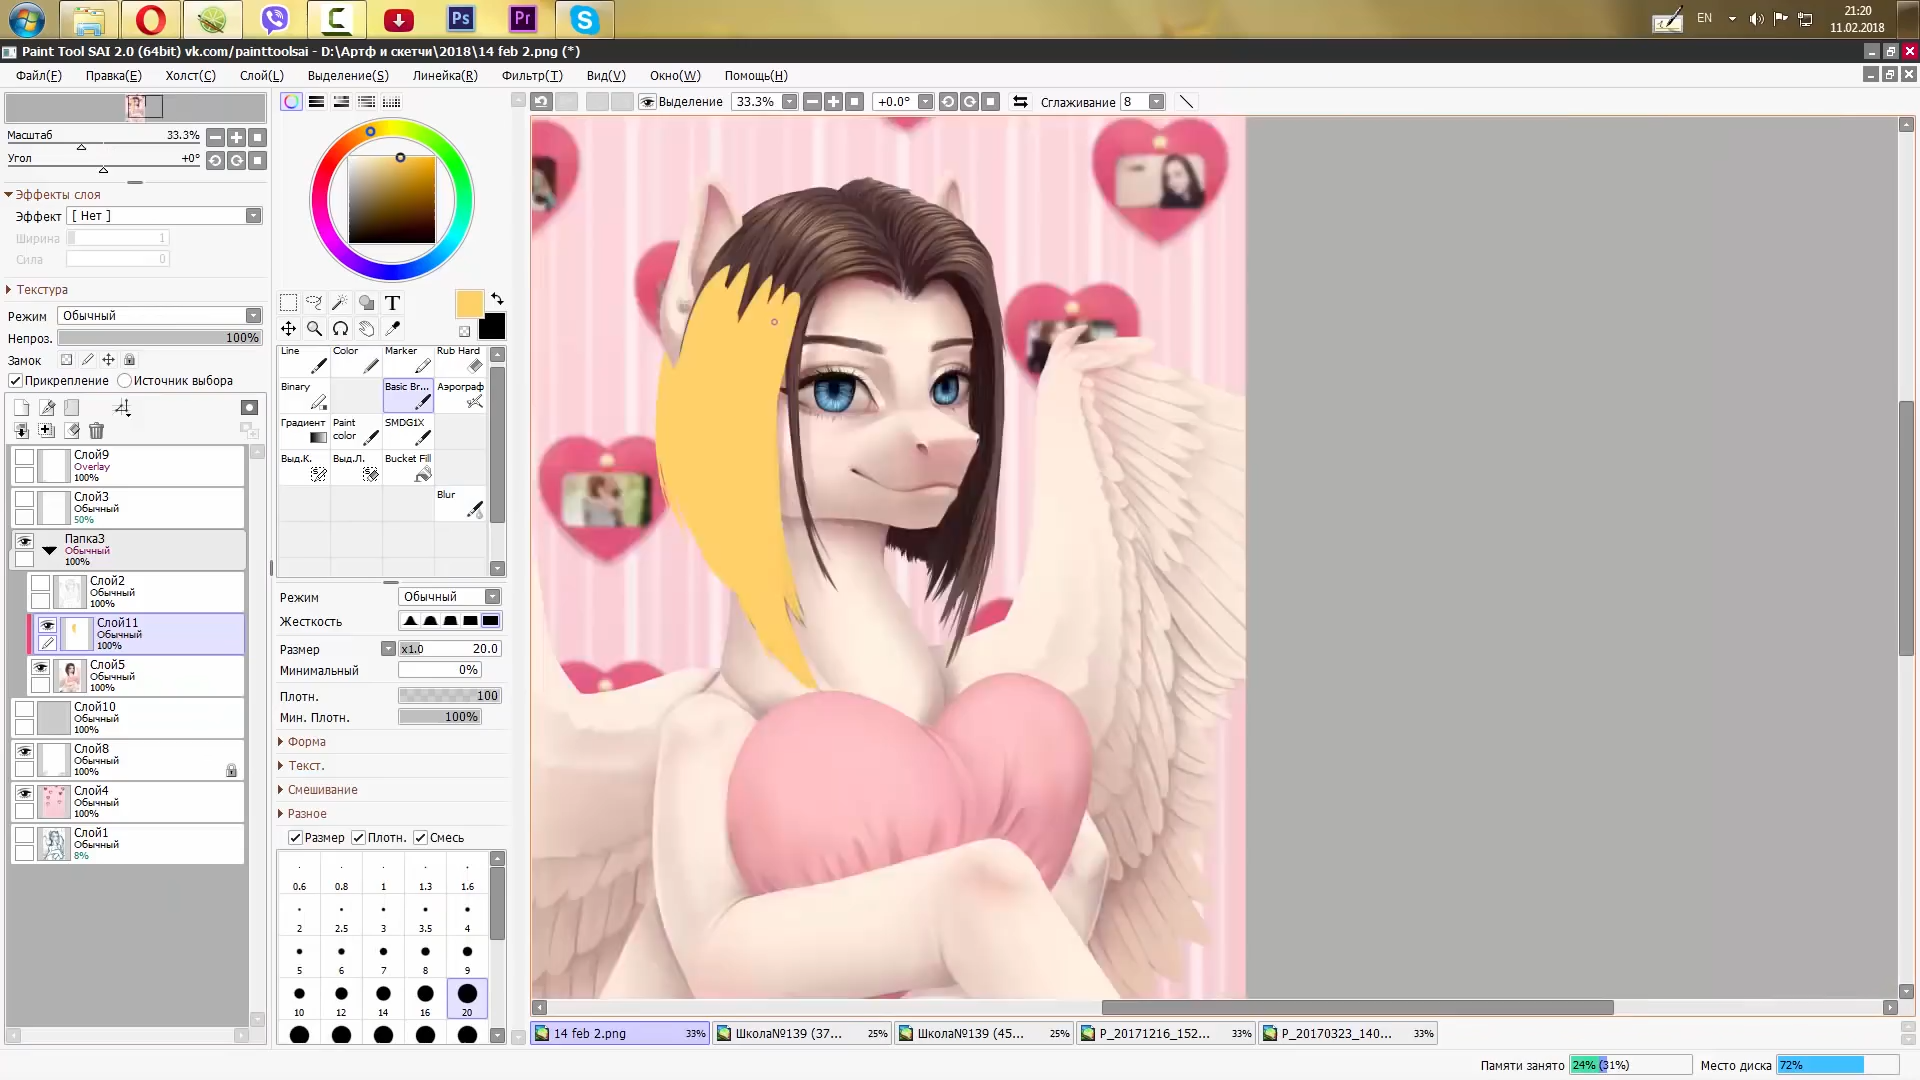 Ps
Pr
EN
21:20
11.02.2018
Paint Tool SAI 2.0 (64bit) vk.com/painttoolsai - D:\Артф и скетчи\2018\14 feb 2.png (*)
Файл(F)
Правка(E)
Холст(C)
Слой(L)
Выделение(S)
Линейка(R)
Фильтр(T)
Вид(V)
Окно(W)
Помощь(H)
Выделение
33.3%
+0.0°
Сглаживание 8
Масштаб 33.3%
Угол +0°
Эффекты слоя
Эффект [ Нет ]
Ширина 1
Сила 0
Текстура
Режим Обычный
Непроз. 100%
Замок
Прикрепление Источник выбора
Слой9
Overlay
100%
Слой3
Обычный
50%
Папка3
Обычный
100%
Слой2
Обычный
100%
Слой11
Обычный
100%
Слой5
Обычный
100%
Слой10
Обычный
100%
Слой8
Обычный
100%
Слой4
Обычный
100%
Слой1
Обычный
8%
T
Line Color Marker Rub Hard
Binary Basic Br... Аэрограф
Градиент Paint color SMDG1X
Выд.К. Выд.Л. Bucket Fill
Blur
Режим Обычный
Жесткость
Размер x1.0 20.0
Минимальный 0%
Плотн. 100
Мин. Плотн. 100%
Форма
Текст.
Смешивание
Разное
Размер Плотн. Смесь
0.6 0.8 1 1.3 1.6
2 2.5 3 3.5 4
5 6 7 8 9
10 12 14 16 20
14 feb 2.png 33%
Школа№139 (37... 25%
Школа№139 (45... 25%
P_20171216_152... 33%
P_20170323_140... 33%
Памяти занято 24% (31%)
Место диска 72%